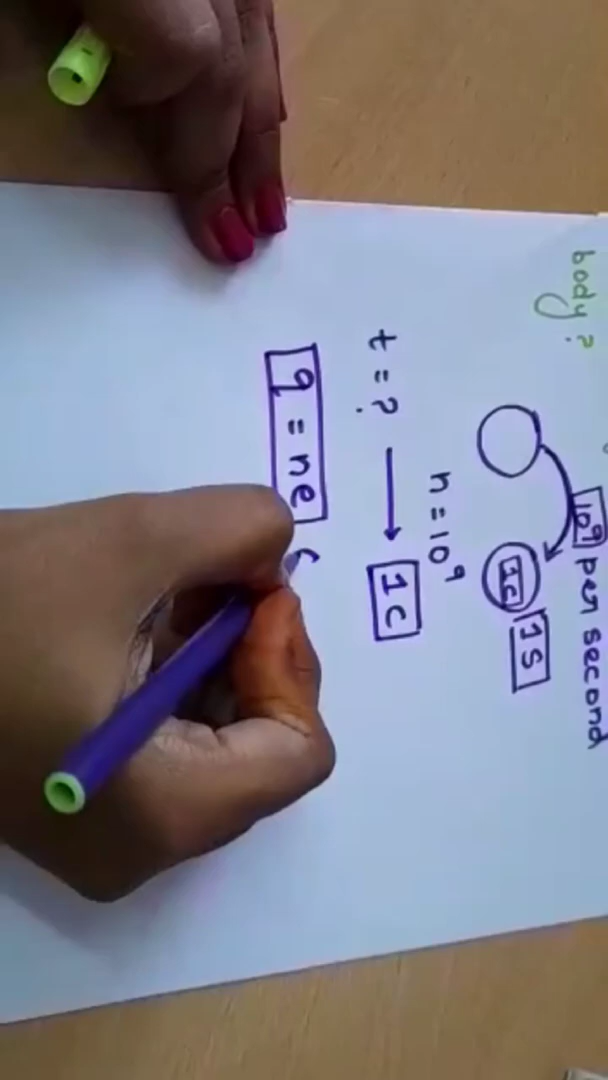 body?
10⁹ per second
1c 1s
n = 10⁹
t = ? → 1c
q = ne